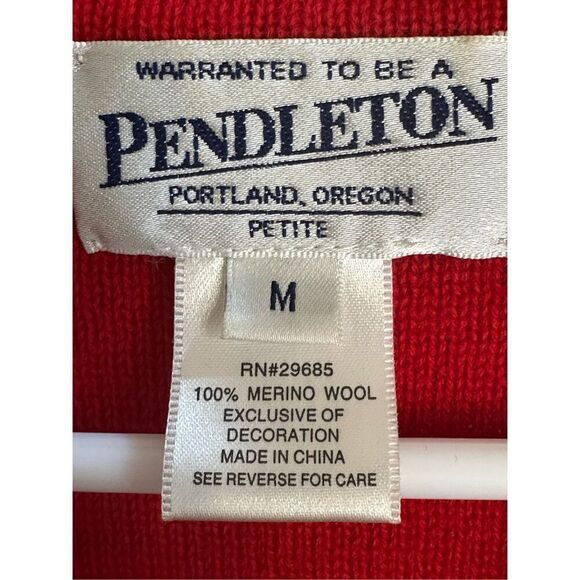 WARRANTED TO BE A
PENDLETON
PORTLAND, OREGON
PETITE
M
RN#29685
100% MERINO WOOL
EXCLUSIVE OF
DECORATION
MADE IN CHINA
SEE REVERSE FOR CARE